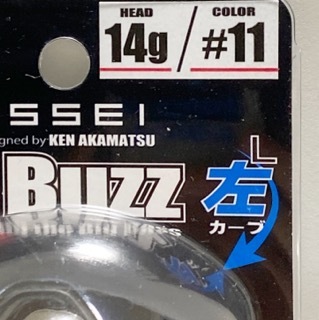 HEAD COLOR
14g / #11
SSEI
gned by KEN AKAMATSU
L
BUZZ 左
カーブ